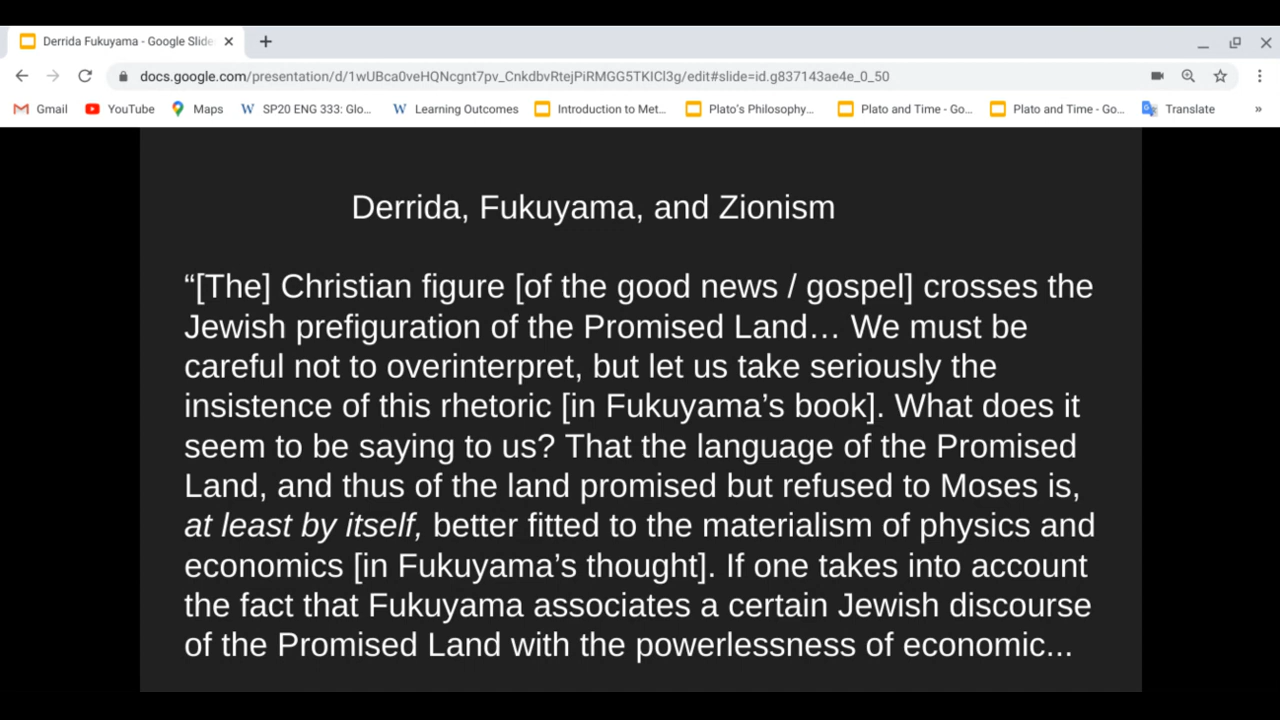 Derrida Fukuyama - Google Slide
docs.google.com/presentation/d/1wUBca0veHQNcgnt7pv_CnkdbvRtejPiRMGG5TKICl3g/edit#slide=id.g837143ae4e_0_50
Gmail YouTube Maps SP20 ENG 333: Glo... Learning Outcomes Introduction to Met... Plato's Philosophy... Plato and Time - Go... Plato and Time - Go... Translate »
Derrida, Fukuyama, and Zionism
“[The] Christian figure [of the good news / gospel] crosses the
Jewish prefiguration of the Promised Land… We must be
careful not to overinterpret, but let us take seriously the
insistence of this rhetoric [in Fukuyama’s book]. What does it
seem to be saying to us? That the language of the Promised
Land, and thus of the land promised but refused to Moses is,
at least by itself, better fitted to the materialism of physics and
economics [in Fukuyama’s thought]. If one takes into account
the fact that Fukuyama associates a certain Jewish discourse
of the Promised Land with the powerlessness of economic...